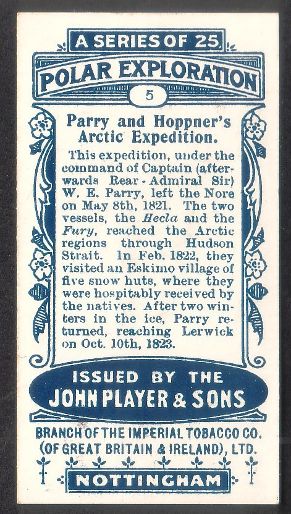 A SERIES OF 25
POLAR EXPLORATION
5
Parry and Hoppner's
Arctic Expedition.
This expedition, under the
command of Captain (after-
wards Rear-Admiral Sir)
W. E. Parry, left the Nore
on May 8th, 1821. The two
vessels, the Hecla and the
Fury, reached the Arctic
regions through Hudson
Strait. In Feb. 1822, they
visited an Eskimo village of
five snow huts, where they
were hospitably received by
the natives. After two win-
ters in the ice, Parry re-
turned, reaching Lerwick
on Oct. 10th, 1823.
ISSUED BY THE
JOHN PLAYER & SONS
BRANCH OF THE IMPERIAL TOBACCO CO.
(OF GREAT BRITAIN & IRELAND), LTD.
NOTTINGHAM